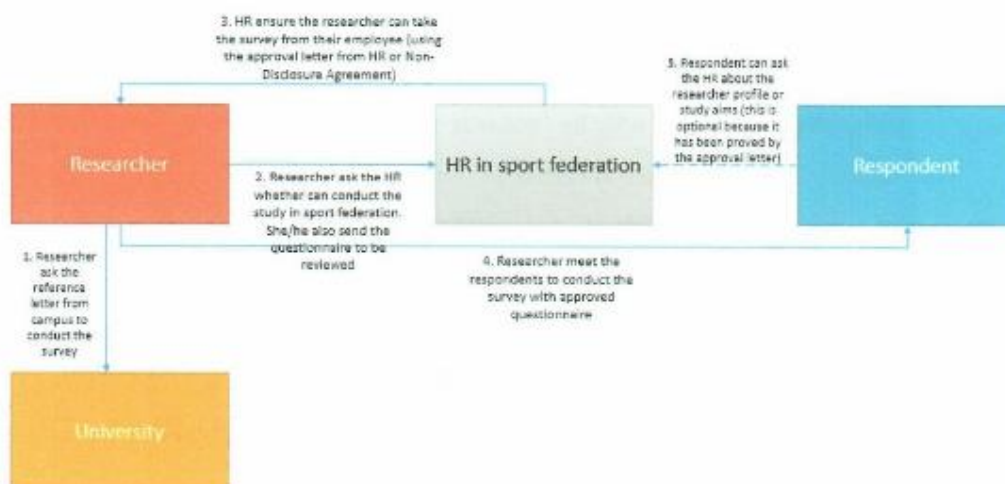 3. HR ensure the researcher can take
the survey from their employee (using
the approval letter from HR or Non-
Disclosure Agreement)
5. Respondent can ask
the HR about the
researcher profile or
study aims (this is
optional because it
has been proved by
the approval letter)
Researcher
HR in sport federation
Respondent
2. Researcher ask the HR
whether can conduct the
study in sport federation.
She/he also send the
questionnaire to be
reviewed
1. Researcher
ask the
reference
letter from
campus to
conduct the
survey
4. Researcher meet the
respondents to conduct the
survey with approved
questionnaire
University